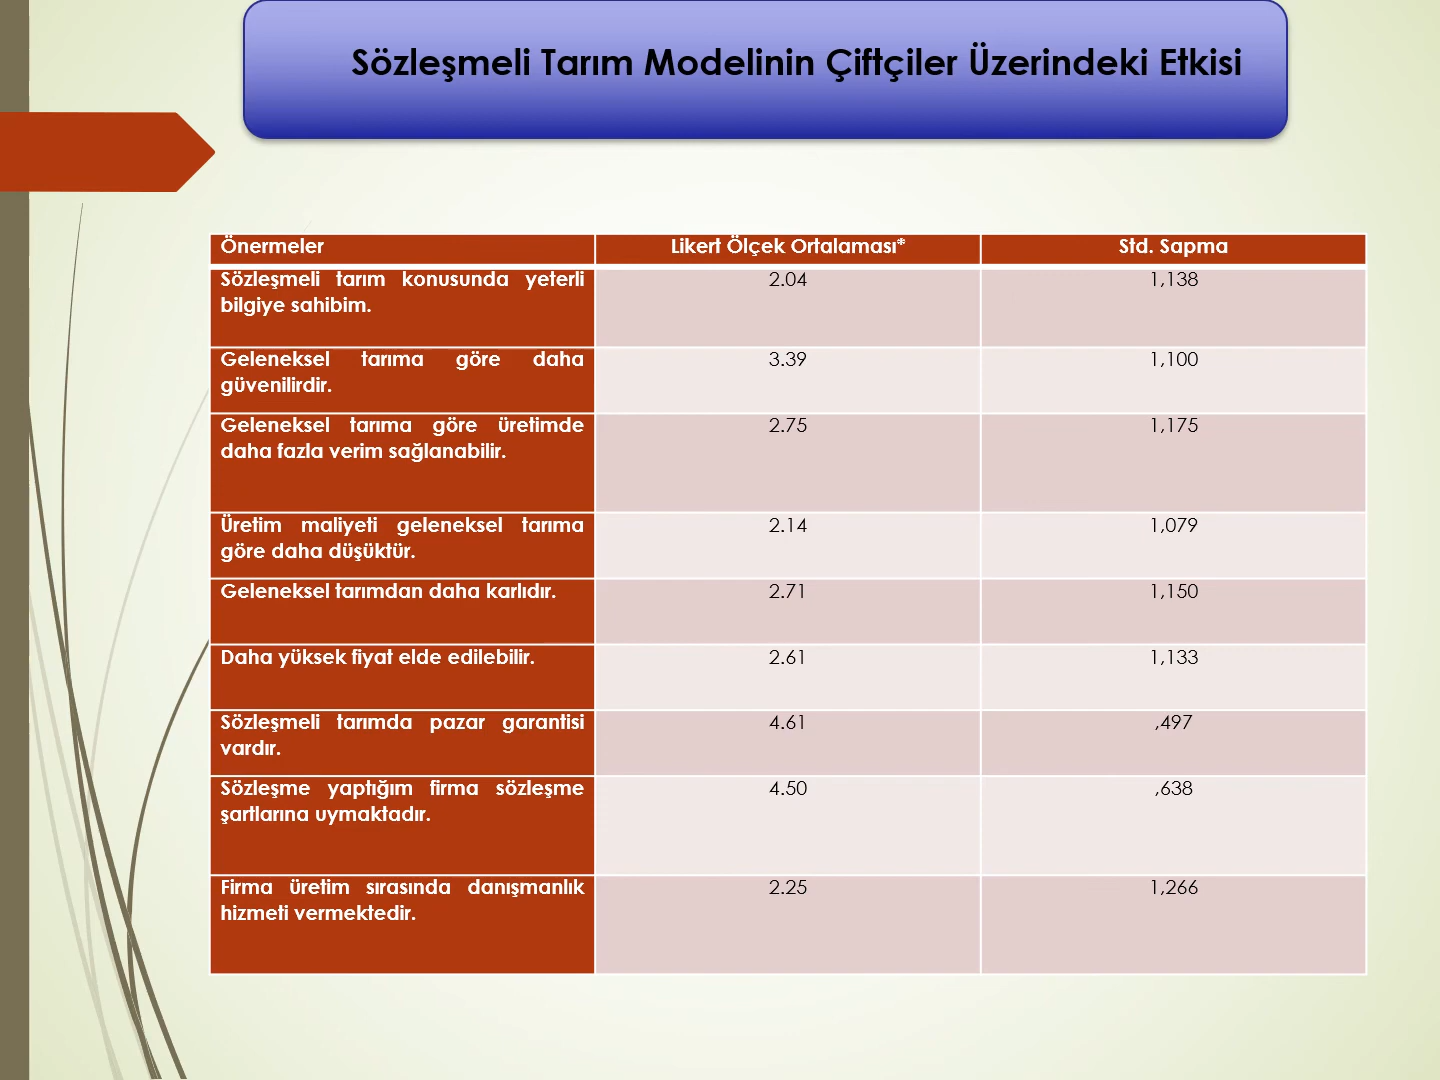 Sözleşmeli Tarım Modelinin Çiftçiler Üzerindeki Etkisi
Önermeler Likert Ölçek Ortalaması* Std. Sapma
Sözleşmeli tarım konusunda yeterli 2.04 1,138
bilgiye sahibim.
Geleneksel tarıma göre daha 3.39 1,100
güvenilirdir.
Geleneksel tarıma göre üretimde 2.75 1,175
daha fazla verim sağlanabilir.
Üretim maliyeti geleneksel tarıma 2.14 1,079
göre daha düşüktür.
Geleneksel tarımdan daha karlıdır. 2.71 1,150
Daha yüksek fiyat elde edilebilir. 2.61 1,133
Sözleşmeli tarımda pazar garantisi 4.61 ,497
vardır.
Sözleşme yaptığım firma sözleşme 4.50 ,638
şartlarına uymaktadır.
Firma üretim sırasında danışmanlık 2.25 1,266
hizmeti vermektedir.